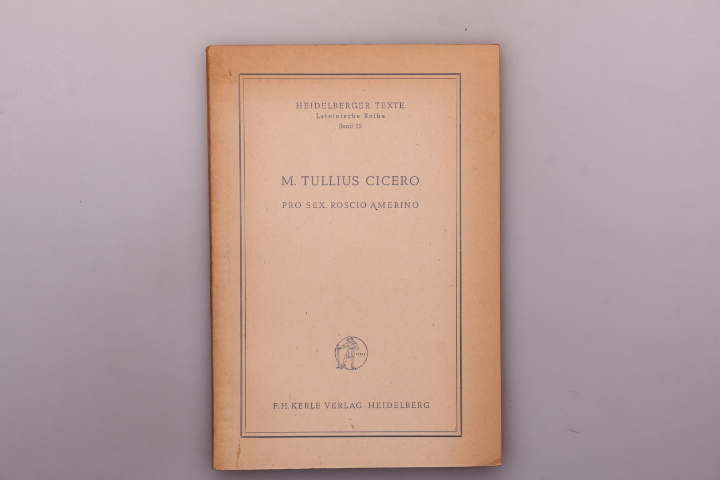 HEIDELBERGER TEXTE
Lateinische Reihe
Band 15
M. TULLIUS CICERO
PRO SEX. ROSCIO AMERINO
F. H. KERLE VERLAG · HEIDELBERG